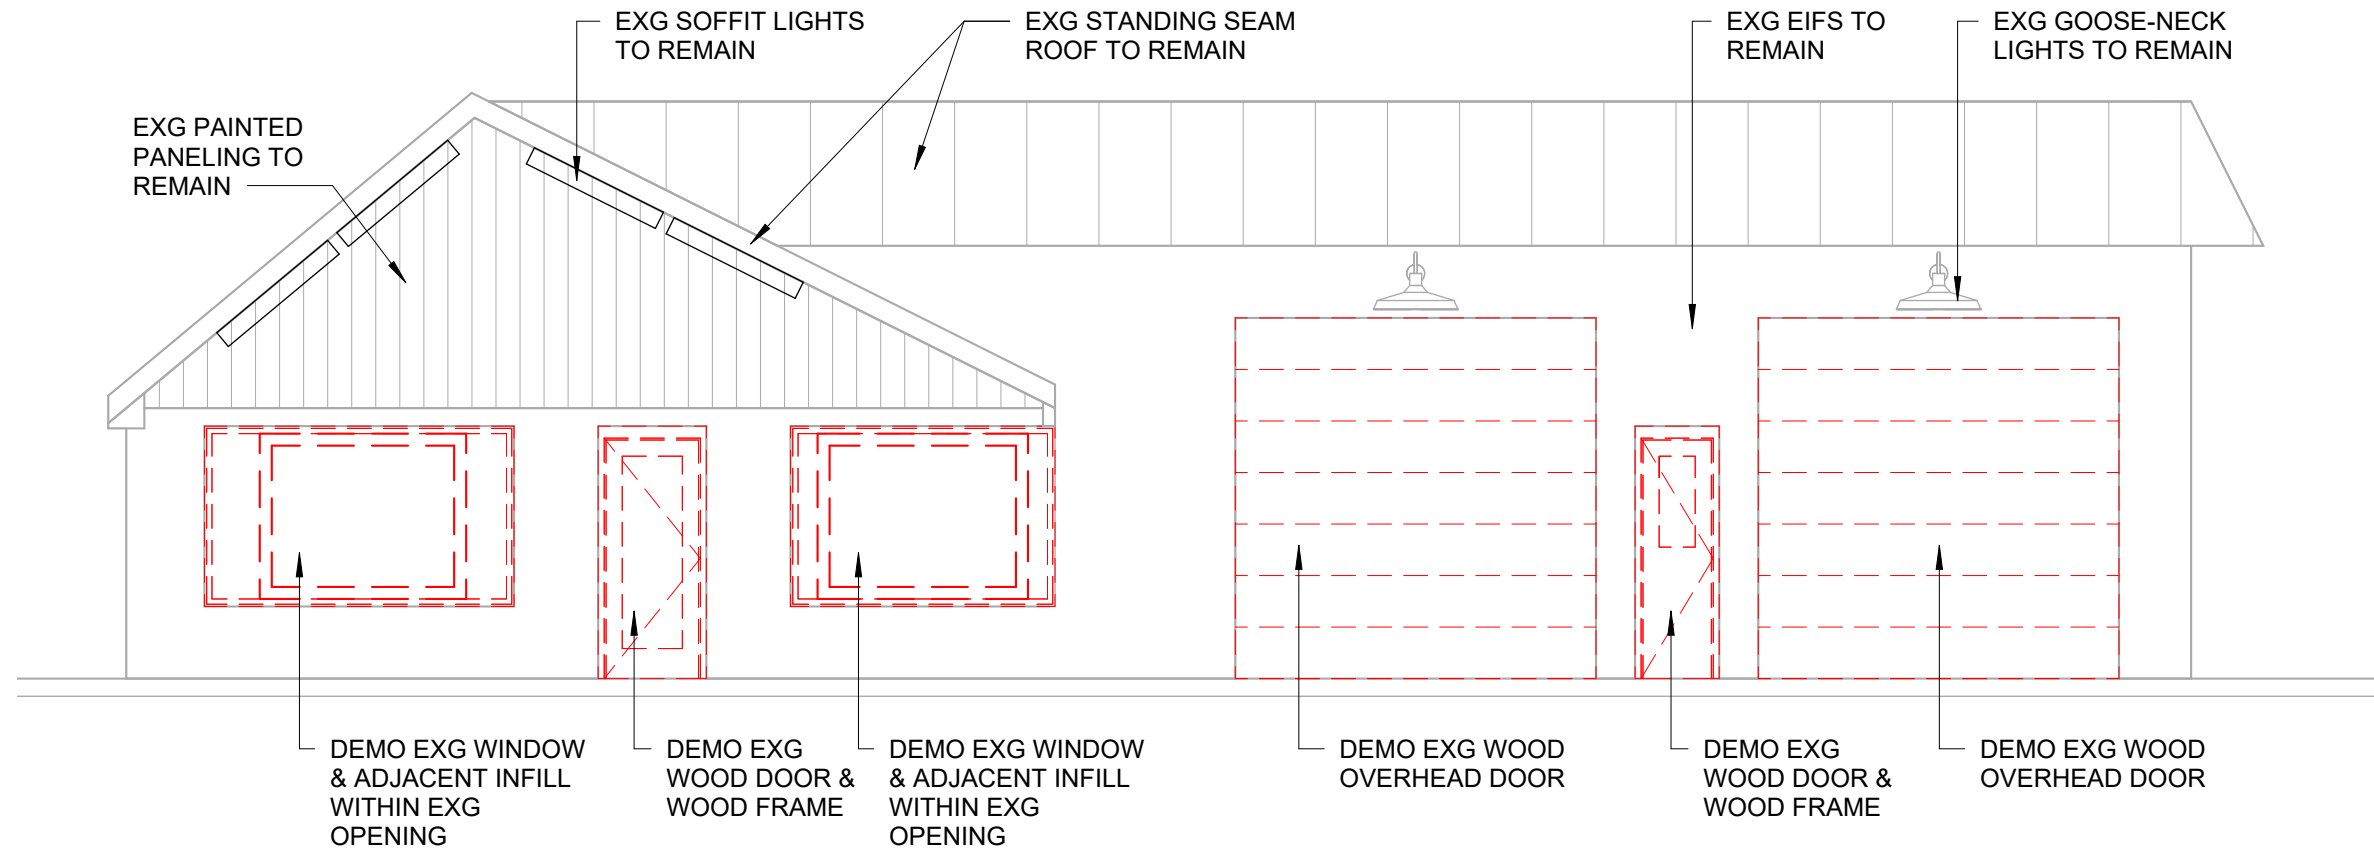 EXG SOFFIT LIGHTS
TO REMAIN
EXG STANDING SEAM
ROOF TO REMAIN
EXG EIFS TO
REMAIN
EXG GOOSE-NECK
LIGHTS TO REMAIN
EXG PAINTED
PANELING TO
REMAIN
DEMO EXG WINDOW
& ADJACENT INFILL
WITHIN EXG
OPENING
DEMO EXG
WOOD DOOR &
WOOD FRAME
DEMO EXG WINDOW
& ADJACENT INFILL
WITHIN EXG
OPENING
DEMO EXG WOOD
OVERHEAD DOOR
DEMO EXG
WOOD DOOR &
WOOD FRAME
DEMO EXG WOOD
OVERHEAD DOOR